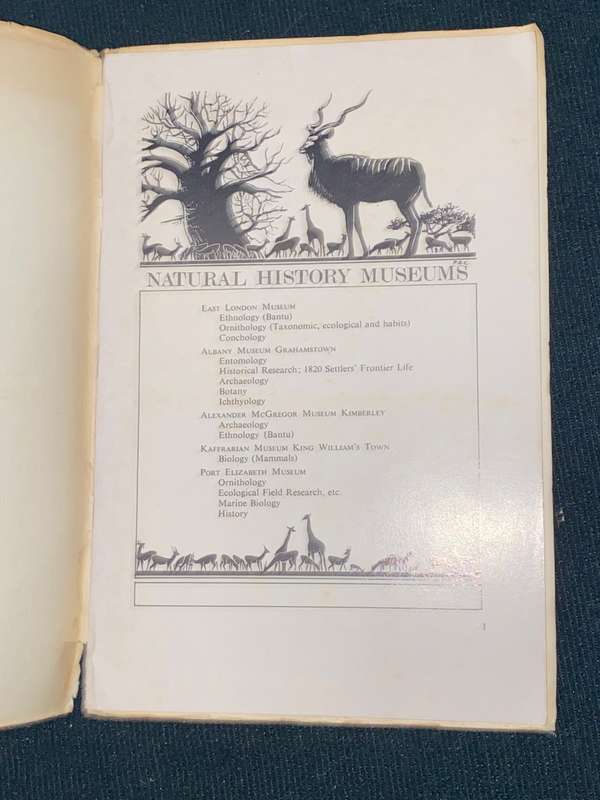 P.B.C.
NATURAL HISTORY MUSEUMS
EAST LONDON MUSEUM
Ethnology (Bantu)
Ornithology (Taxonomic, ecological and habits)
Conchology
ALBANY MUSEUM GRAHAMSTOWN
Entomology
Historical Research; 1820 Settlers' Frontier Life
Archaeology
Botany
Ichthyology
ALEXANDER MCGREGOR MUSEUM KIMBERLEY
Archaeology
Ethnology (Bantu)
KAFFRARIAN MUSEUM KING WILLIAM'S TOWN
Biology (Mammals)
PORT ELIZABETH MUSEUM
Ornithology
Ecological Field Research, etc.
Marine Biology
History
1